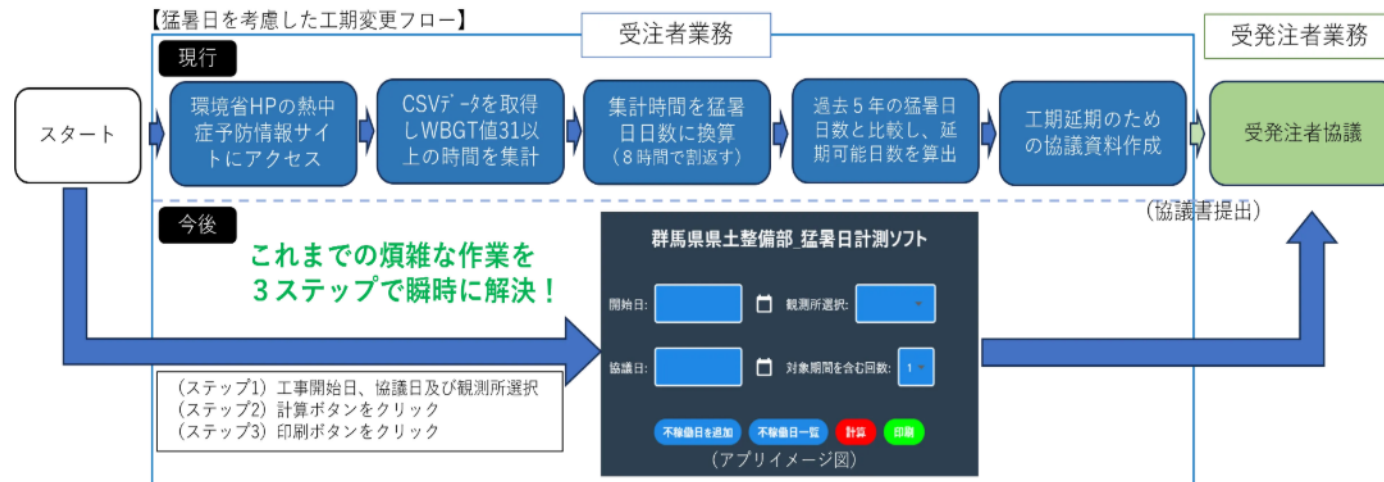 【猛暑日を考慮した工期変更フロー】
受注者業務
受発注者業務
現行
スタート
環境省HPの熱中
症予防情報サイ
トにアクセス
CSVﾃﾞｰﾀを取得
しWBGT値31以
上の時間を集計
集計時間を猛暑
日日数に換算
（８時間で割返す）
過去５年の猛暑日
日数と比較し、延
期可能日数を算出
工期延期のため
の協議資料作成
受発注者協議
（協議書提出）
今後
これまでの煩雑な作業を
３ステップで瞬時に解決！
（ステップ1）工事開始日、協議日及び観測所選択
（ステップ2）計算ボタンをクリック
（ステップ3）印刷ボタンをクリック
群馬県県土整備部_猛暑日計測ソフト
開始日:
観測所選択:
協議日:
対象期間を含む回数:
1
不稼働日を追加
不稼働日一覧
計算
印刷
（アプリイメージ図）